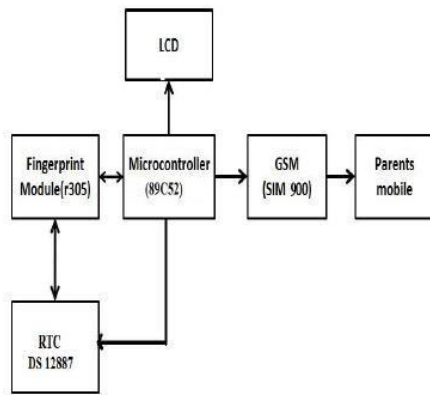 LCD
Fingerprint
Module(r305)
Microcontroller
(89C52)
GSM
(SIM 900)
Parents
mobile
RTC
DS 12887